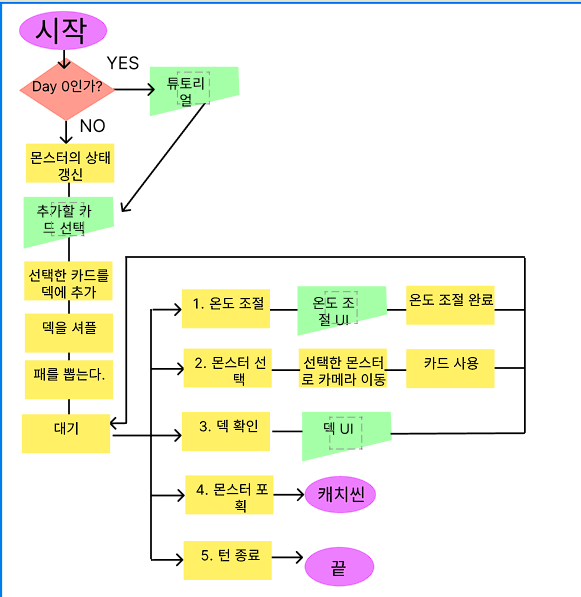 시작
YES
Day 0인가?
튜토리
얼
NO
몬스터의 상태
갱신
추가할 카
드 선택
선택한 카드를
덱에 추가
덱을 셔플
패를 뽑는다.
대기
1. 온도 조절
온도 조
절 UI
온도 조절 완료
2. 몬스터 선
택
선택한 몬스터
로 카메라 이동
카드 사용
3. 덱 확인
덱 UI
4. 몬스터 포
획
캐치씬
5. 턴 종료
끝